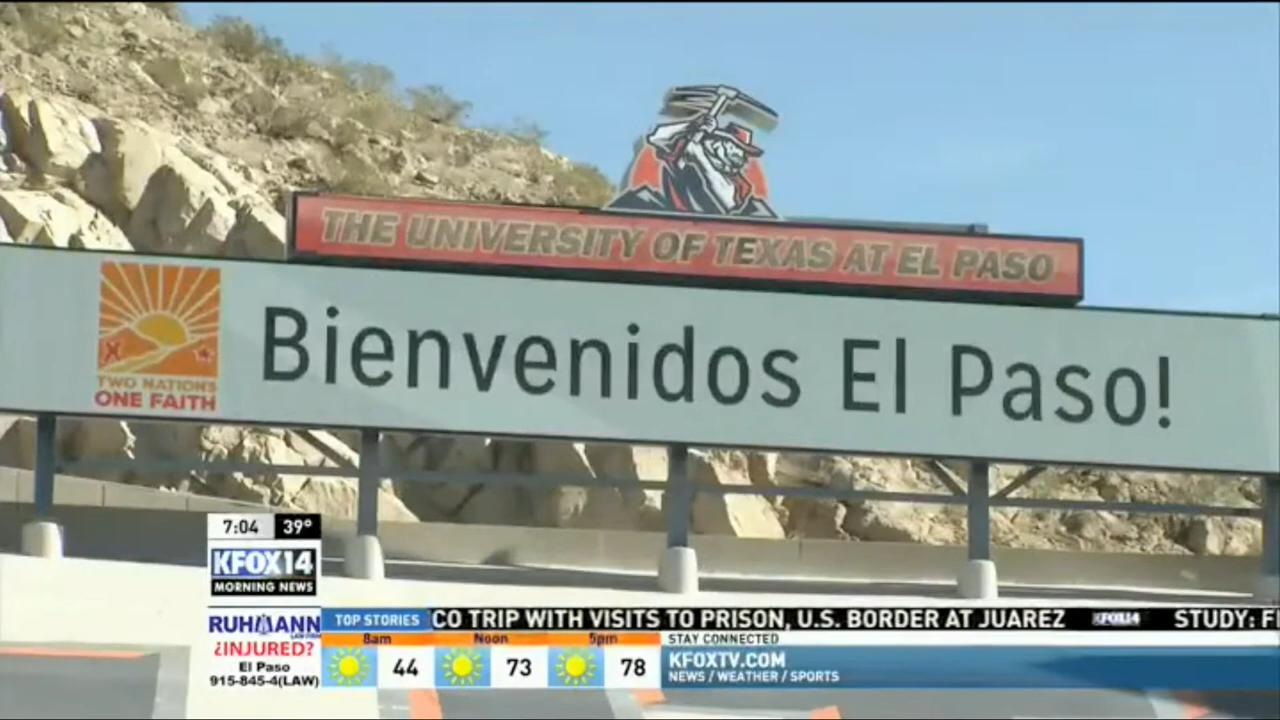 THE UNIVERSITY OF TEXAS AT EL PASO
Bienvenidos El Paso!
TWO NATIONS
ONE FAITH
7:04 39°
KFOX14
MORNING NEWS
RUHMANN
LAW FIRM
¿INJURED?
El Paso
915-845-4(LAW)
TOP STORIES CO TRIP WITH VISITS TO PRISON, U.S. BORDER AT JUAREZ KFOX14 STUDY: F
8am Noon 5pm
44 73 78
STAY CONNECTED
KFOXTV.COM
NEWS / WEATHER / SPORTS